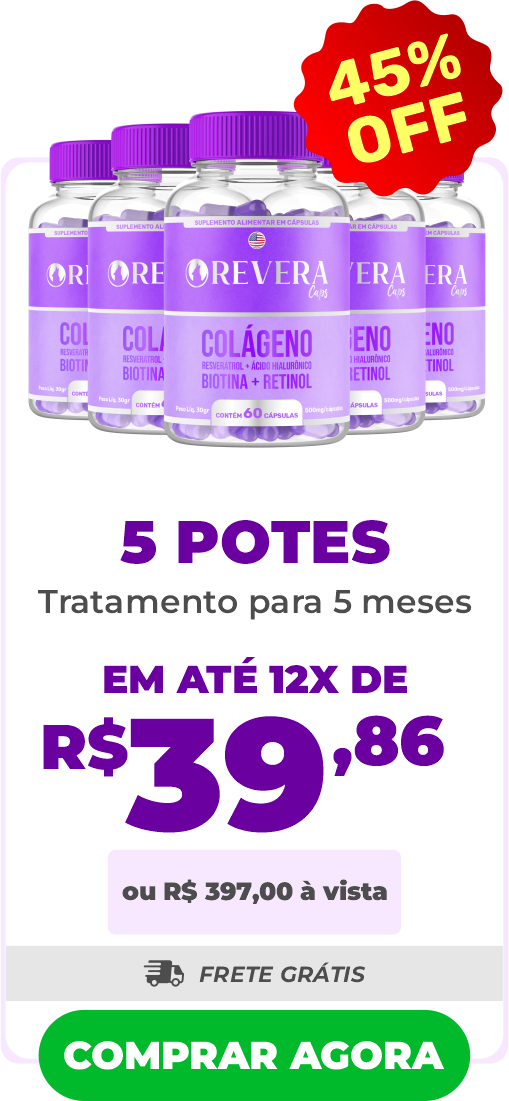 45%
OFF
SUPLEMENTO ALIMENTAR EM CÁPSULAS
REVERA
Caps
COLÁGENO
RESVERATROL + ÁCIDO HIALURÔNICO
BIOTINA + RETINOL
Peso Líq. 30gr
CONTÉM 60 CÁPSULAS
500mg/cápsulas
5 POTES
Tratamento para 5 meses
EM ATÉ 12X DE
R$39,86
ou R$ 397,00 à vista
FRETE GRÁTIS
COMPRAR AGORA